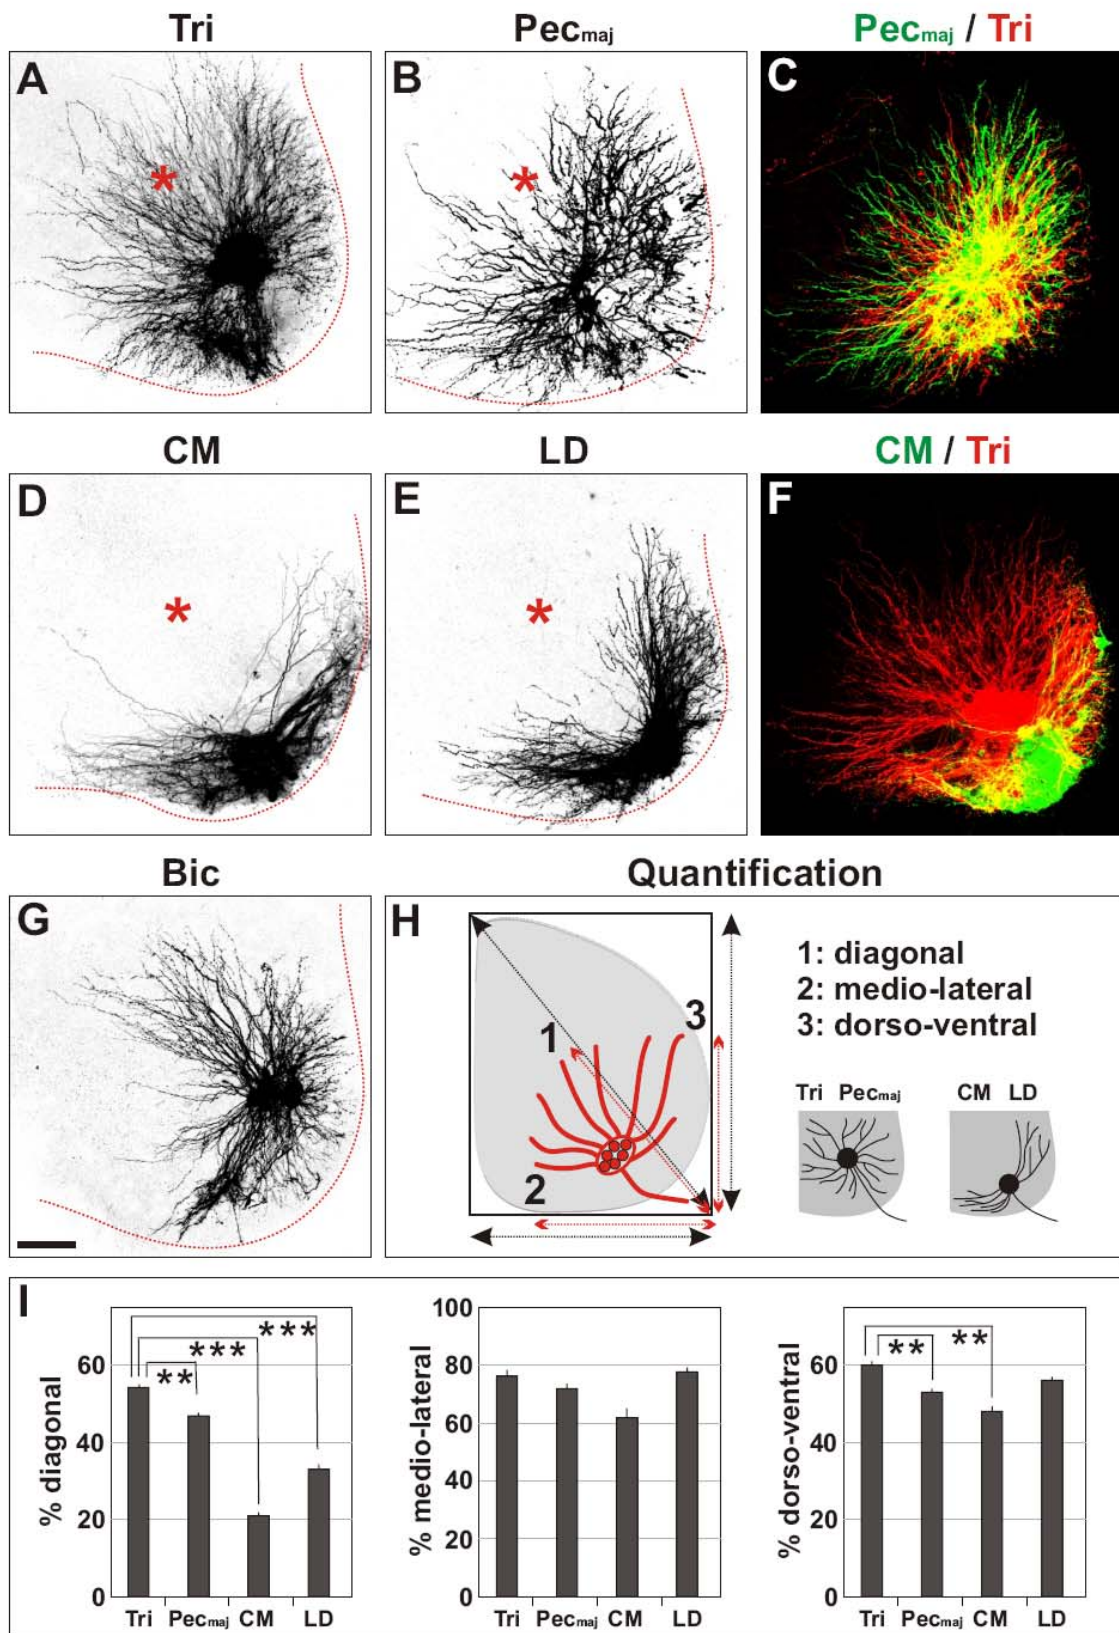 Tri
Pecmaj
Pecmaj / Tri
A
*
B
*
C
CM
LD
CM / Tri
D
*
E
*
F
Bic
Quantification
G
H
1
2
3
1: diagonal
2: medio-lateral
3: dorso-ventral
Tri Pecmaj
CM LD
I
% diagonal
60
40
20
0
**
***
***
Tri Pecmaj CM LD
% medio-lateral
100
80
60
40
20
0
Tri Pecmaj CM LD
% dorso-ventral
60
40
20
0
**
**
Tri Pecmaj CM LD